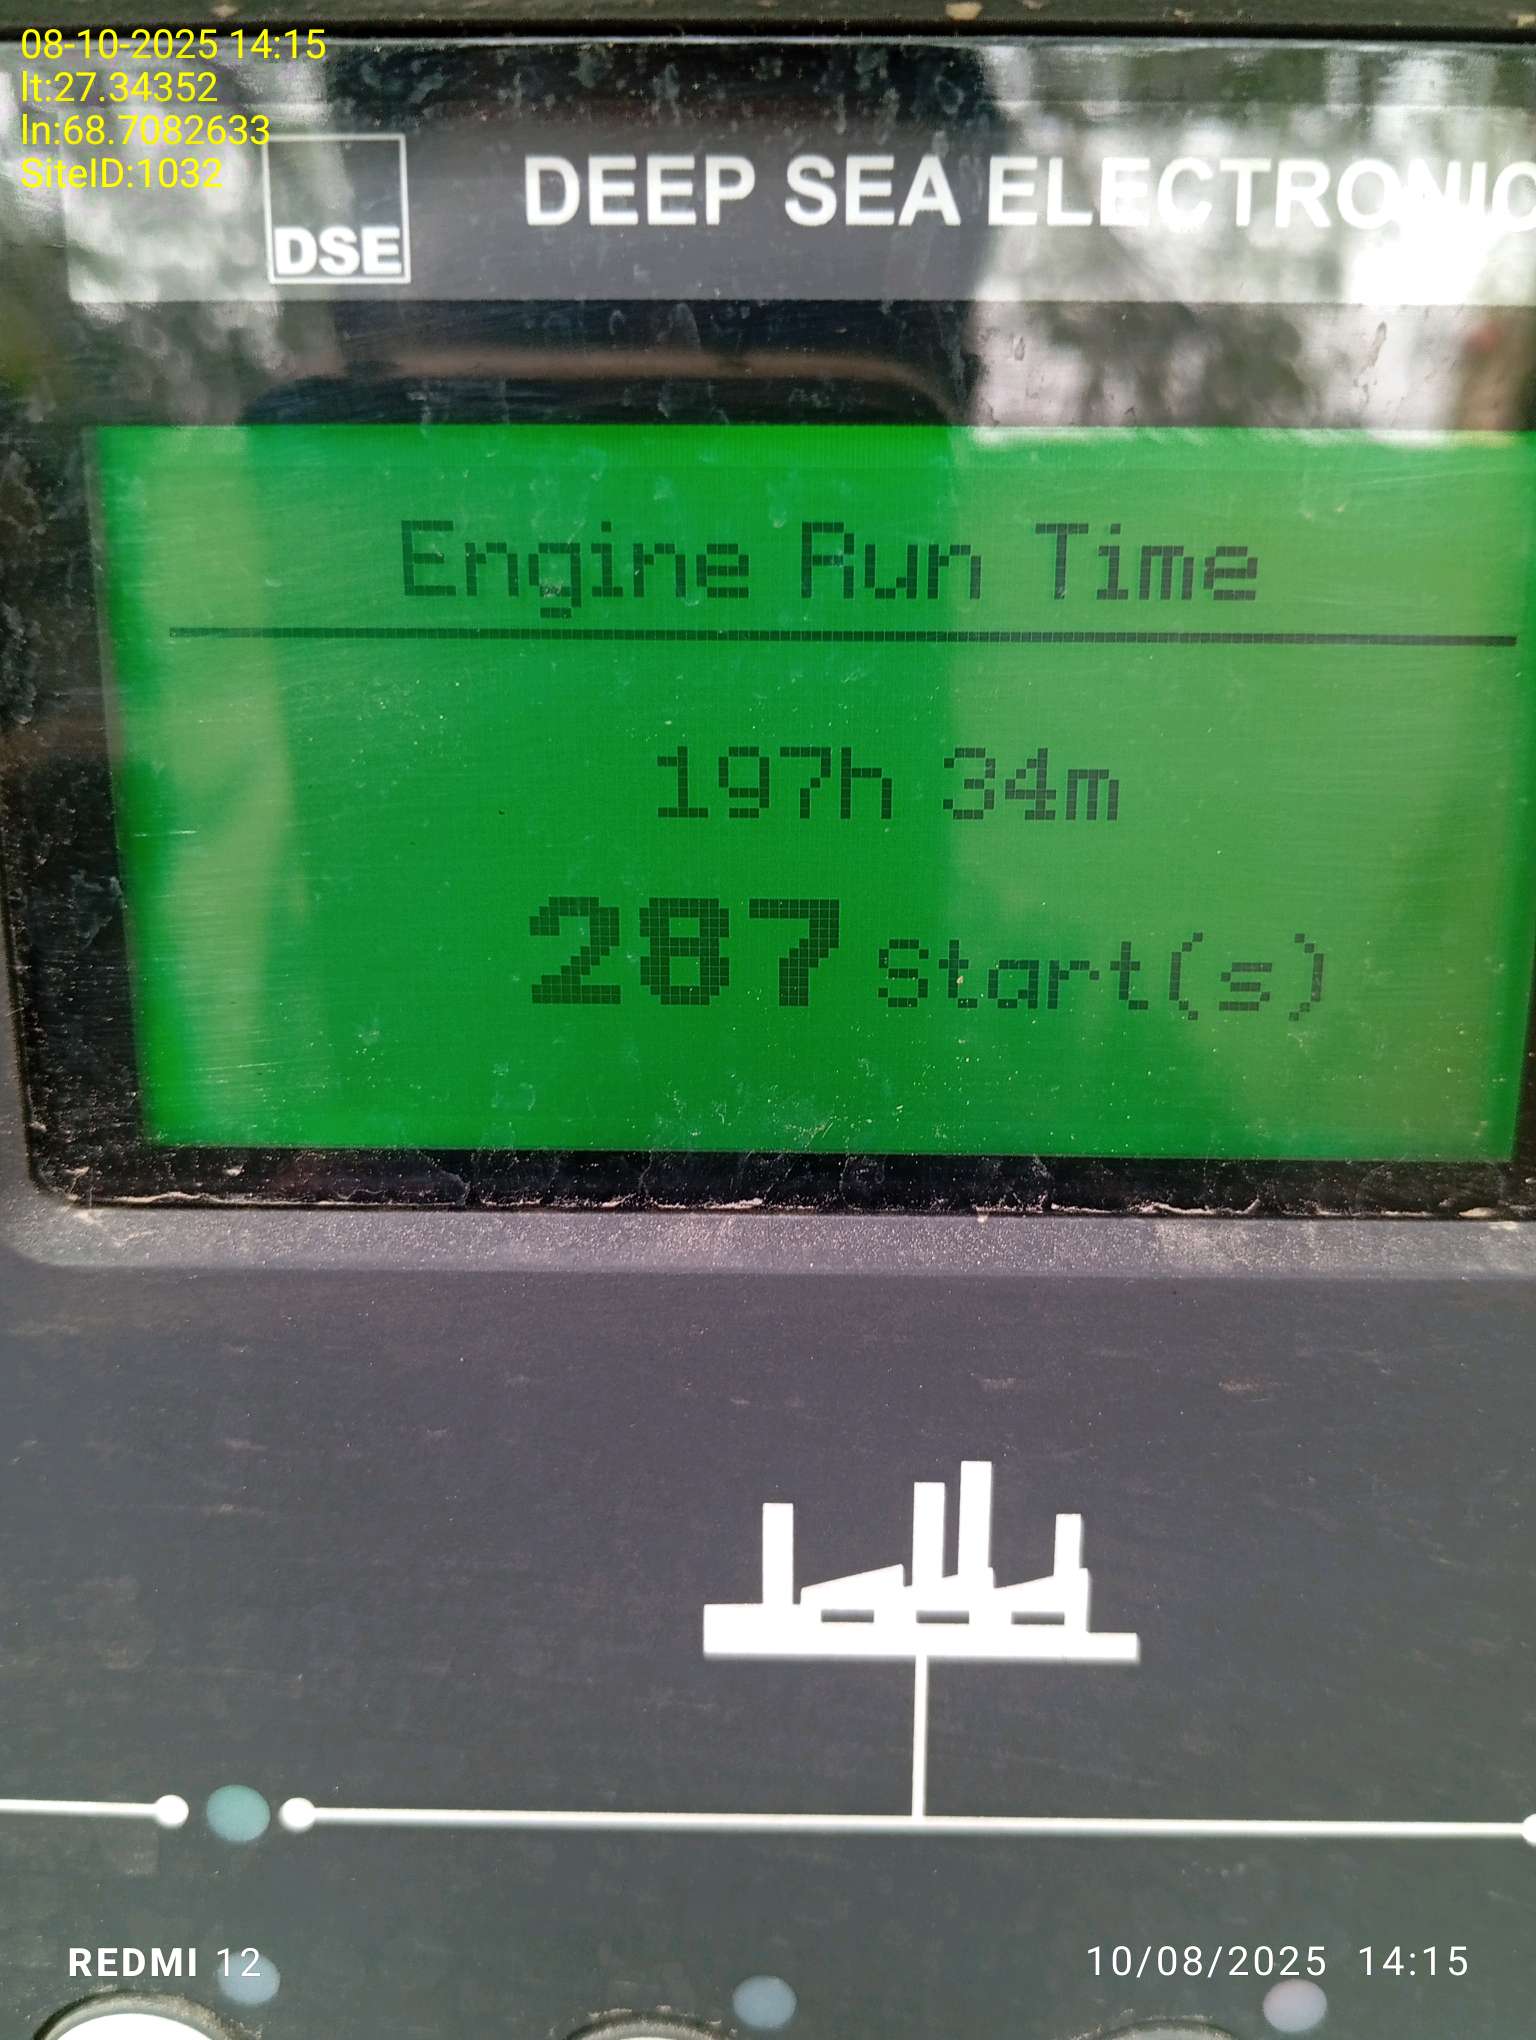 08-10-2025 14:15
lt:27.34352
ln:68.7082633
SiteID:1032
DSE
DEEP SEA ELECTRONIC
Engine Run Time
197h 34m
287 Start(s)
REDMI 12
10/08/2025 14:15